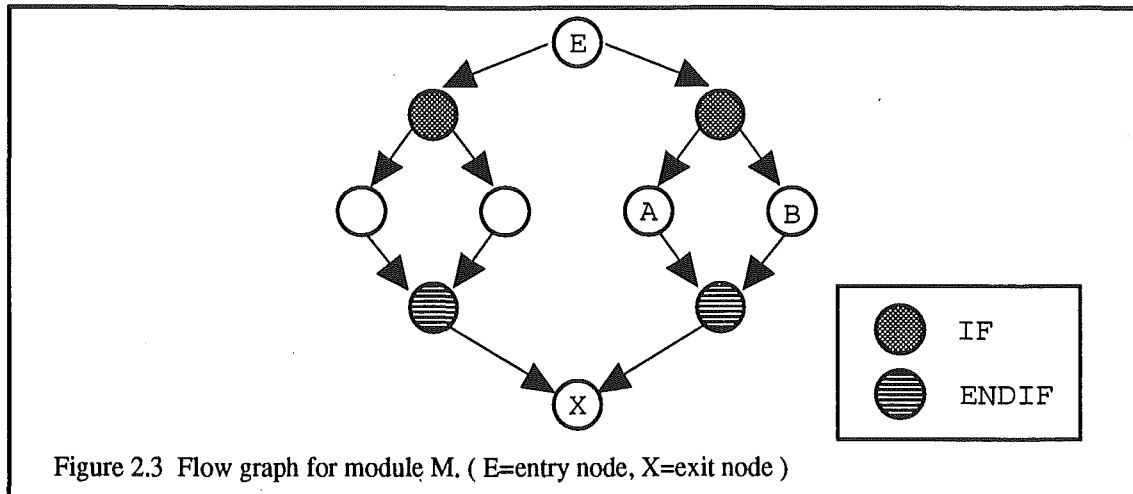 E
A
B
IF
ENDIF
X
Figure 2.3 Flow graph for module M. ( E=entry node, X=exit node )